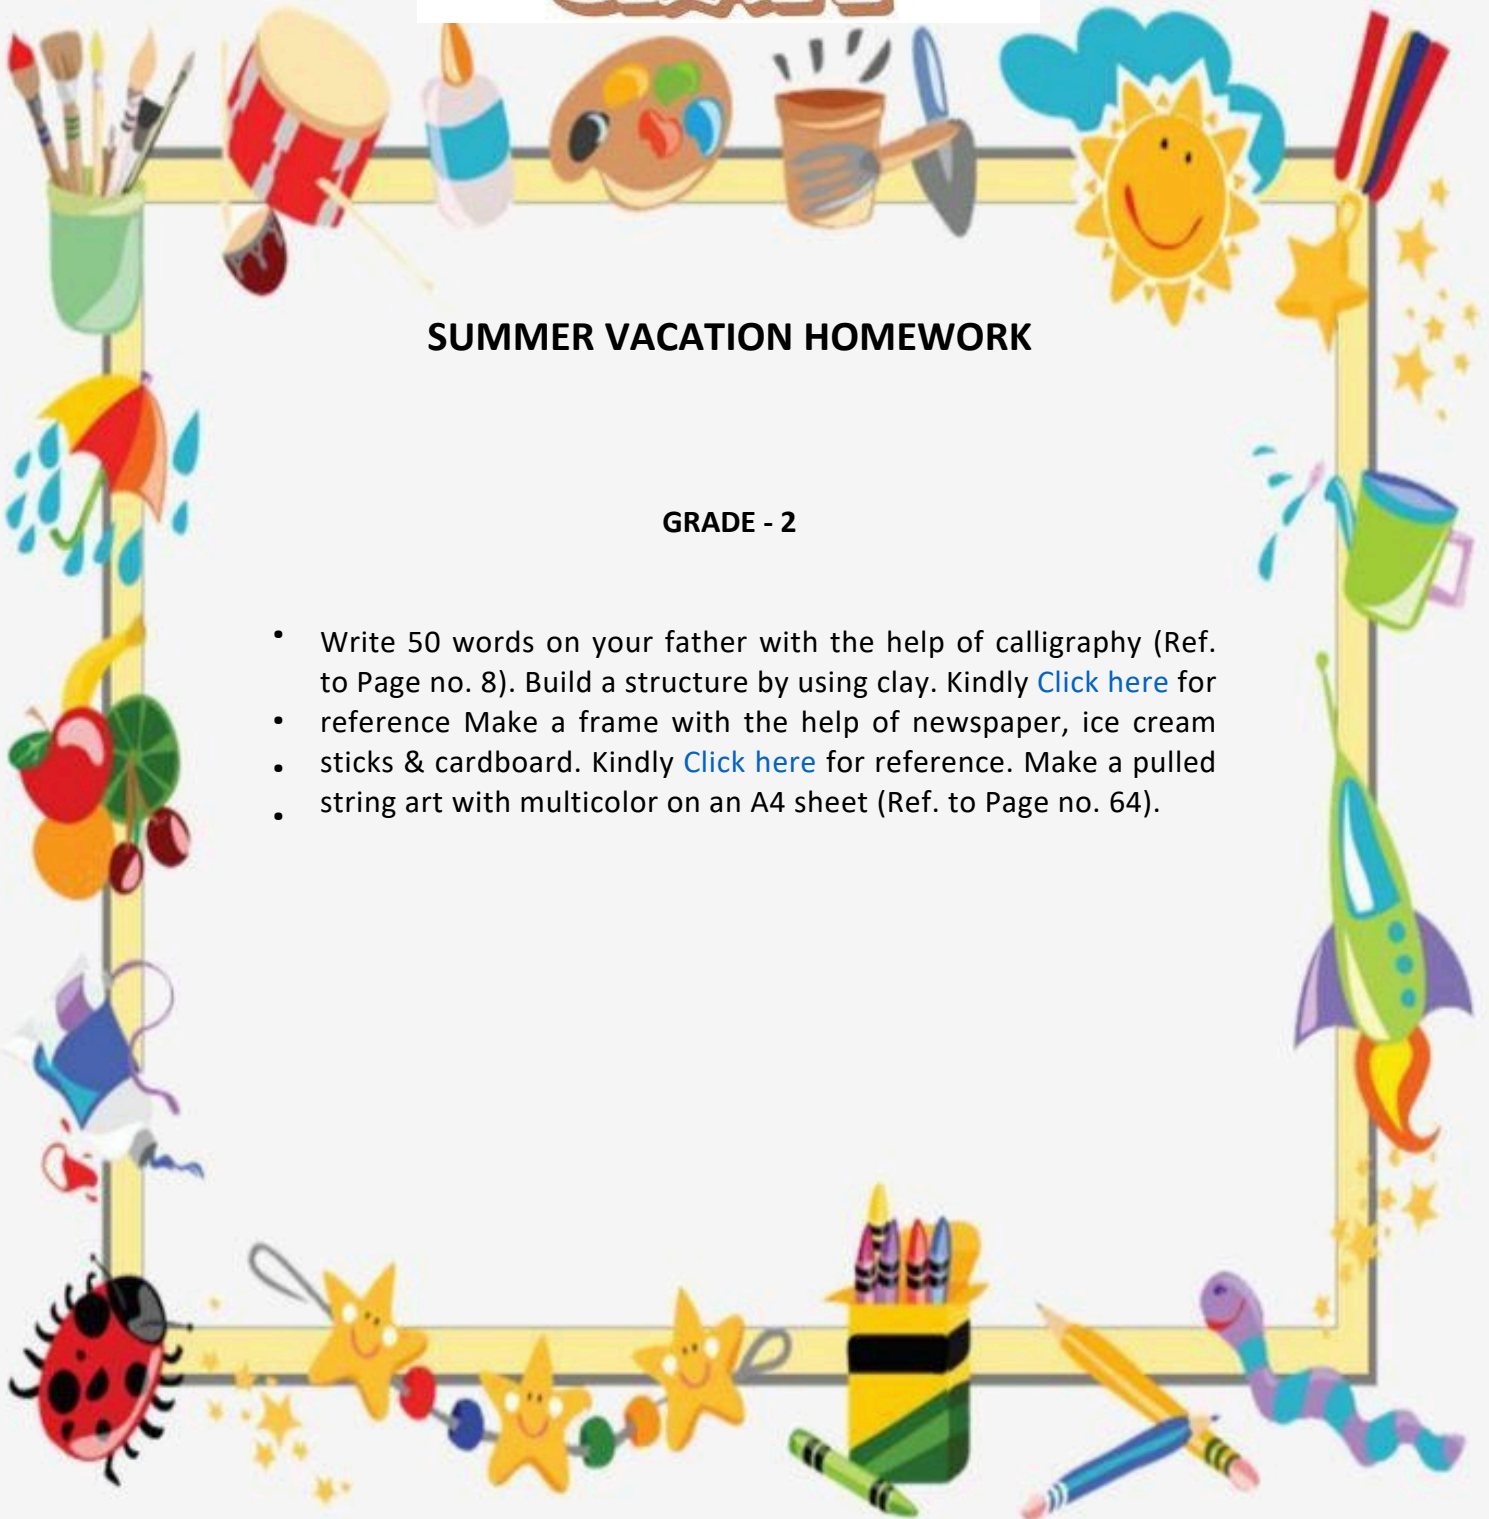 SUMMER VACATION HOMEWORK
GRADE - 2
• Write 50 words on your father with the help of calligraphy (Ref.
to Page no. 8). Build a structure by using clay. Kindly Click here for
• reference Make a frame with the help of newspaper, ice cream
• sticks & cardboard. Kindly Click here for reference. Make a pulled
• string art with multicolor on an A4 sheet (Ref. to Page no. 64).